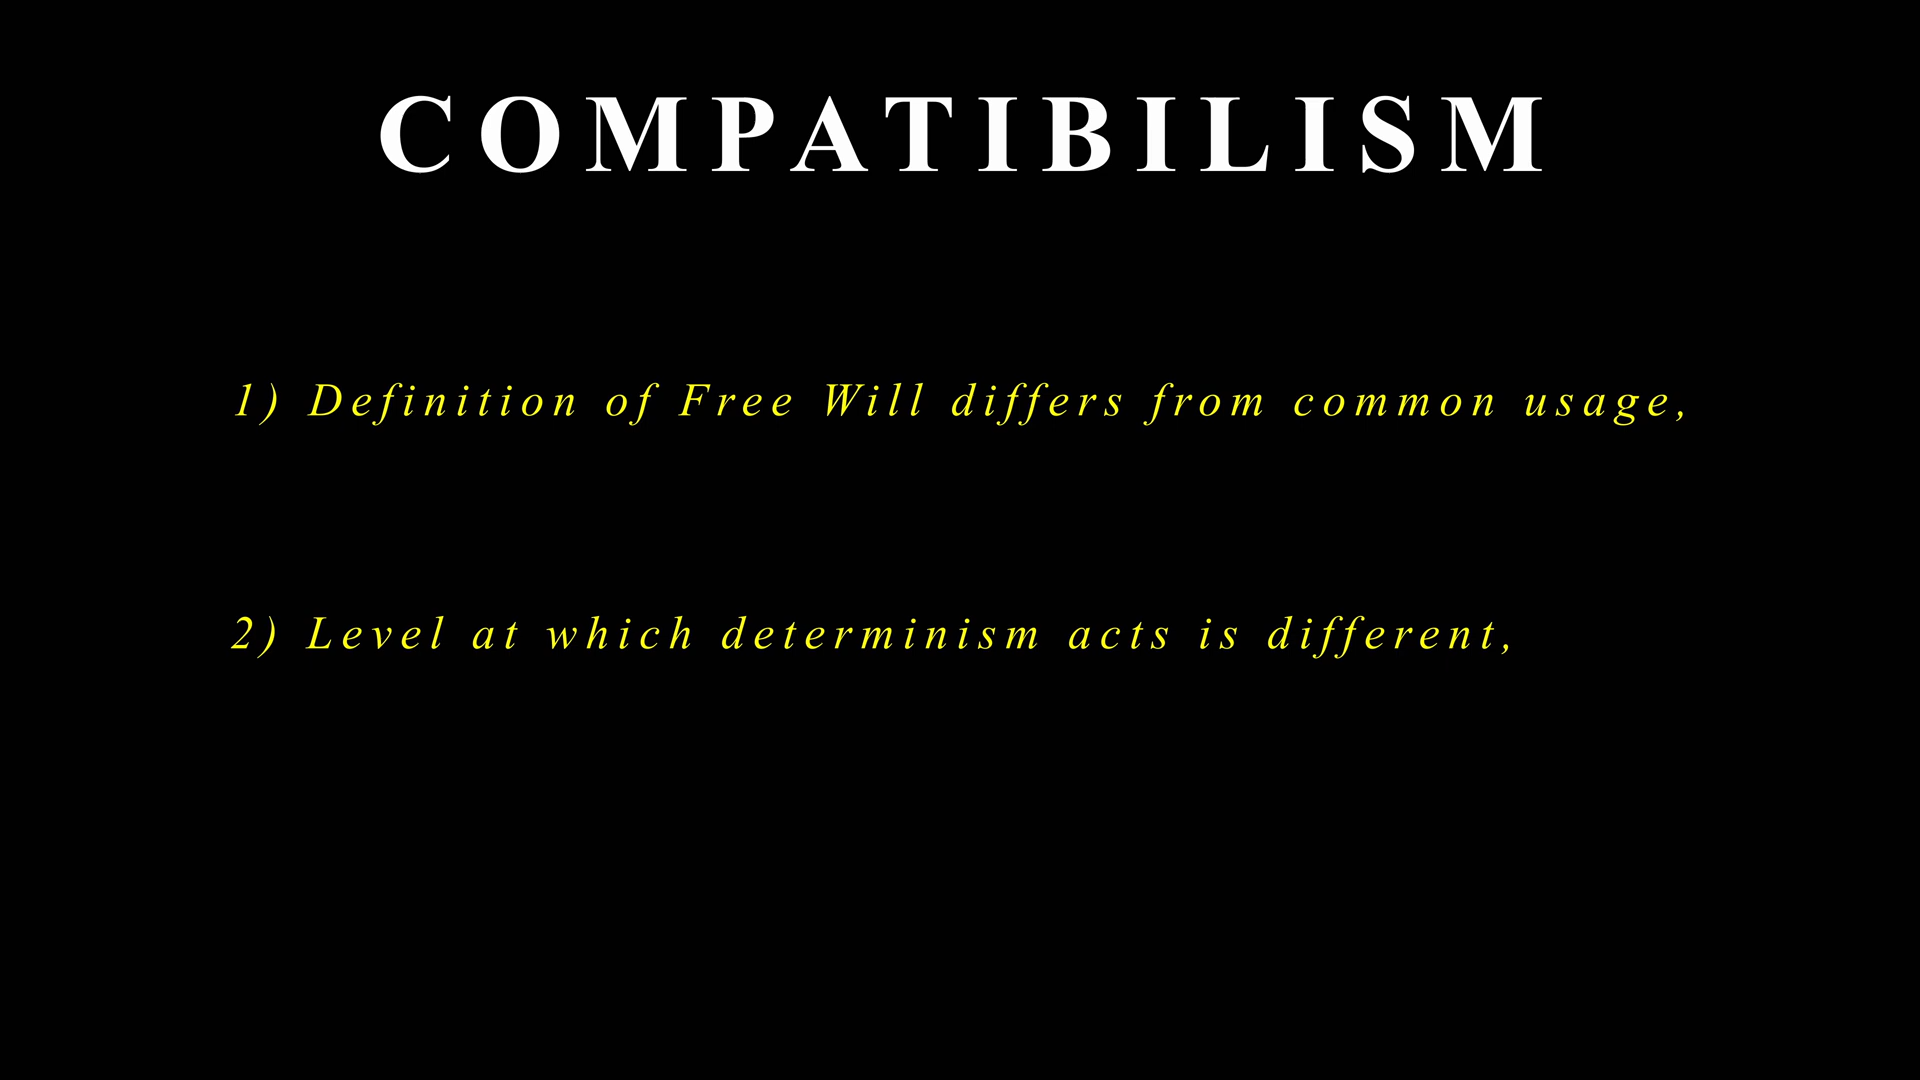 COMPATIBILISM
1) Definition of Free Will differs from common usage,
2) Level at which determinism acts is different,